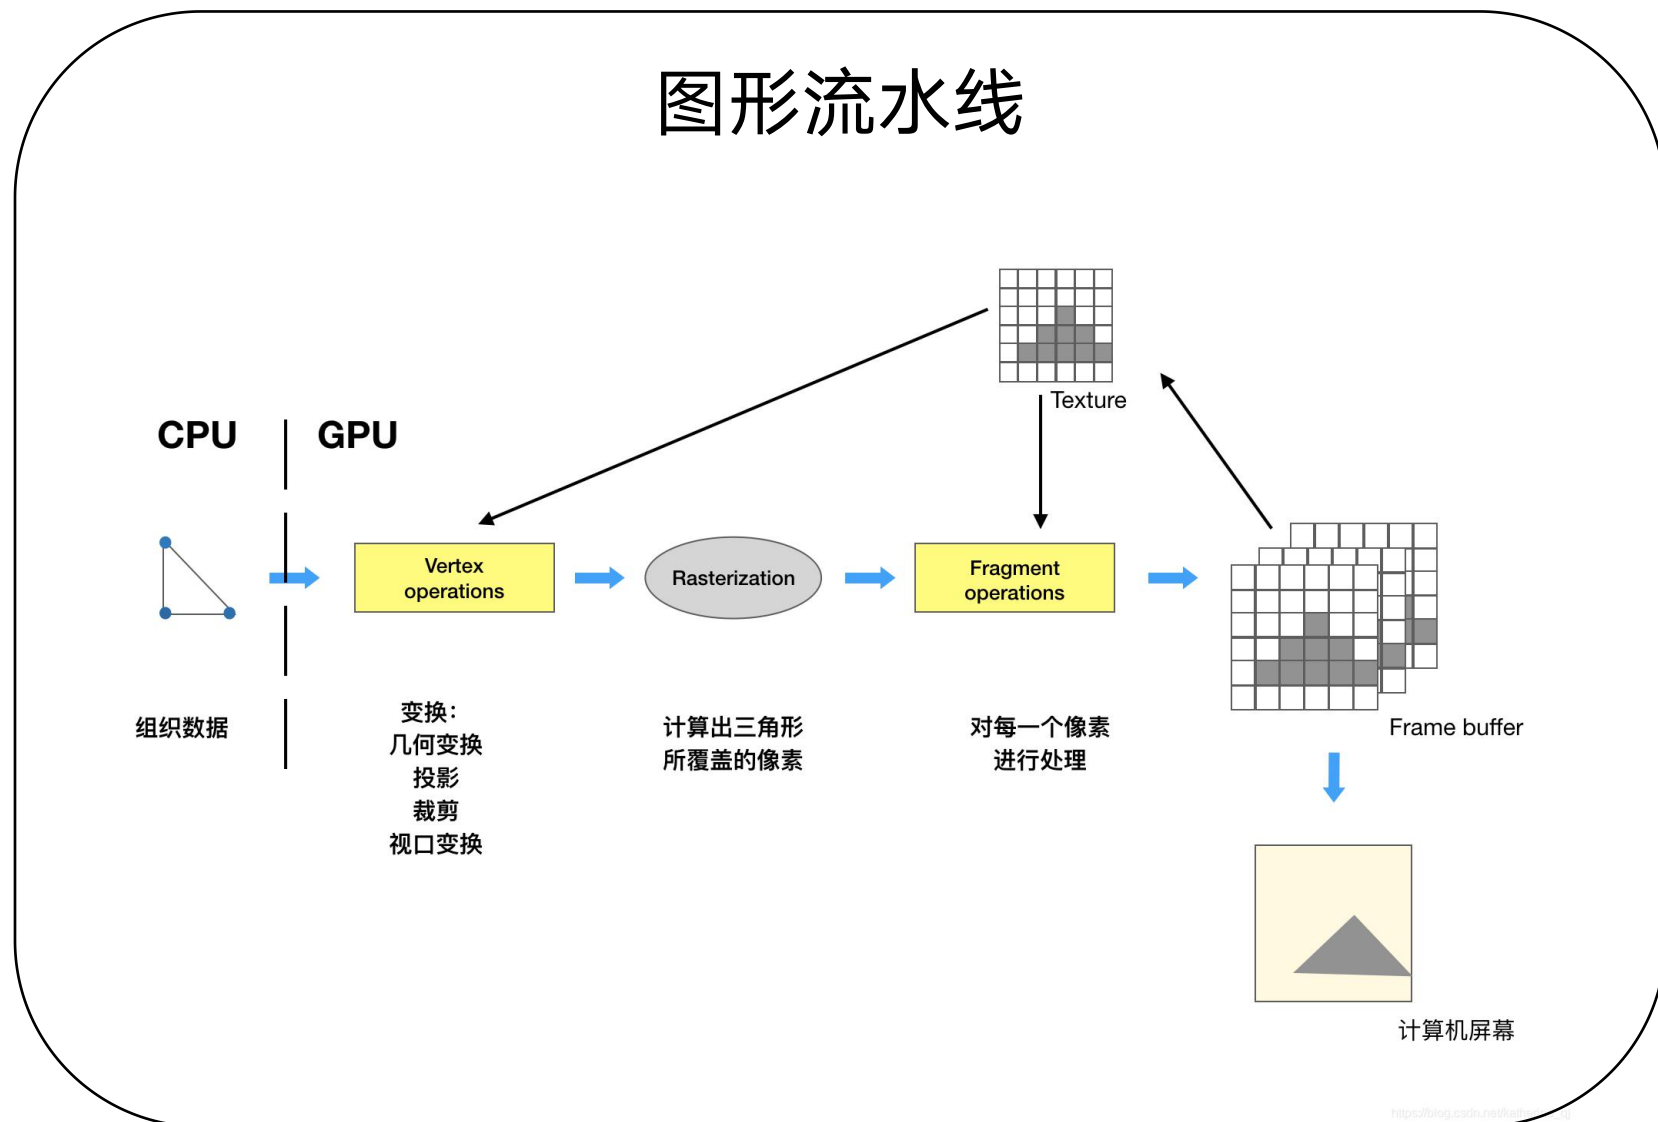 图形流水线
Texture
CPU
GPU
Vertex
operations
Rasterization
Fragment
operations
组织数据
变换：
几何变换
投影
裁剪
视口变换
计算出三角形
所覆盖的像素
对每一个像素
进行处理
Frame buffer
计算机屏幕